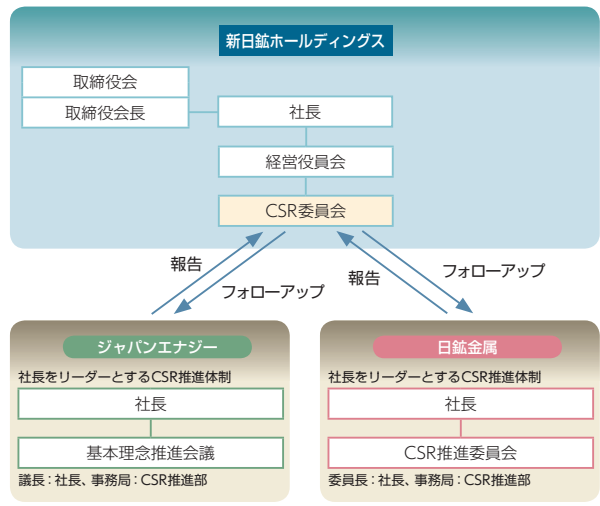 新日鉱ホールディングス
取締役会
取締役会長
社長
経営役員会
CSR委員会
報告
フォローアップ
報告
フォローアップ
ジャパンエナジー
社長をリーダーとするCSR推進体制
社長
基本理念推進会議
議長：社長、事務局：CSR推進部
日鉱金属
社長をリーダーとするCSR推進体制
社長
CSR推進委員会
委員長：社長、事務局：CSR推進部